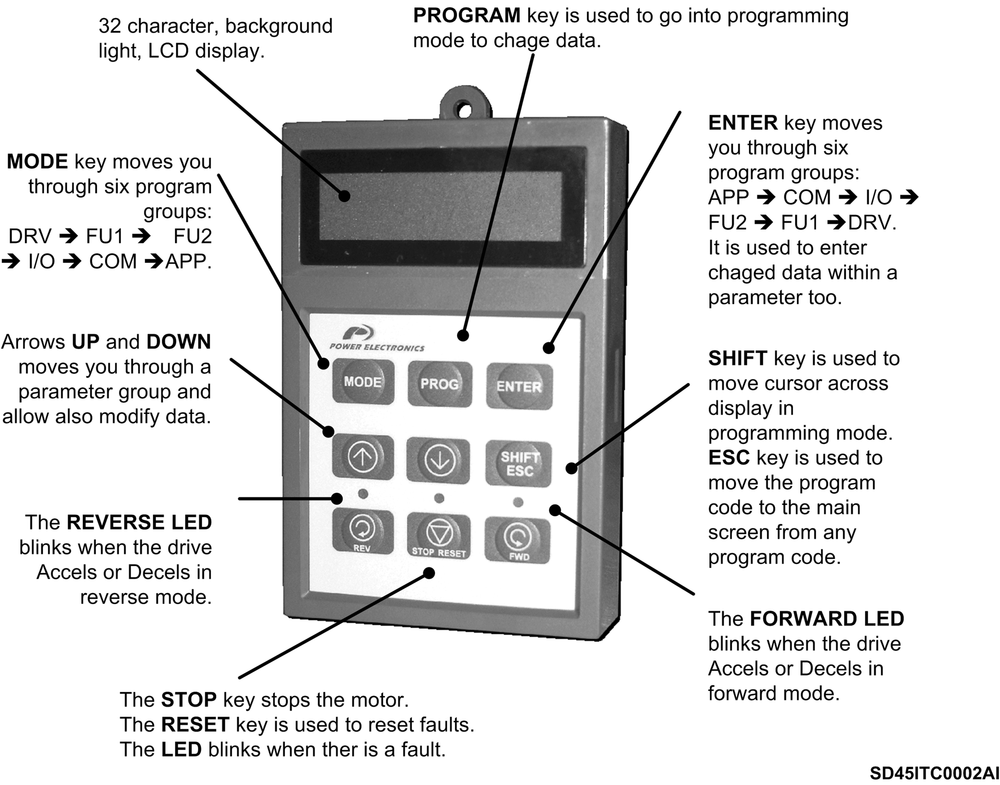 32 character, background
light, LCD display.
PROGRAM key is used to go into programming
mode to chage data.
MODE key moves you
through six program
groups:
DRV ➔ FU1 ➔ FU2
➔ I/O ➔ COM ➔APP.
ENTER key moves
you through six
program groups:
APP ➔ COM ➔ I/O ➔
FU2 ➔ FU1 ➔DRV.
It is used to enter
chaged data within a
parameter too.
Arrows UP and DOWN
moves you through a
parameter group and
allow also modify data.
SHIFT key is used to
move cursor across
display in
programming mode.
ESC key is used to
move the program
code to the main
screen from any
program code.
POWER ELECTRONICS
MODE
PROG
ENTER
SHIFT
ESC
REV
STOP RESET
FWD
The REVERSE LED
blinks when the drive
Accels or Decels in
reverse mode.
The FORWARD LED
blinks when the drive
Accels or Decels in
forward mode.
The STOP key stops the motor.
The RESET key is used to reset faults.
The LED blinks when ther is a fault.
SD45ITC0002AI